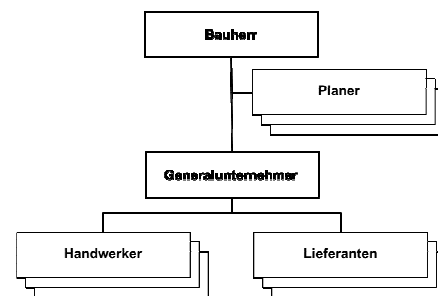 Bauherr
Planer
Generalunternehmer
Handwerker
Lieferanten